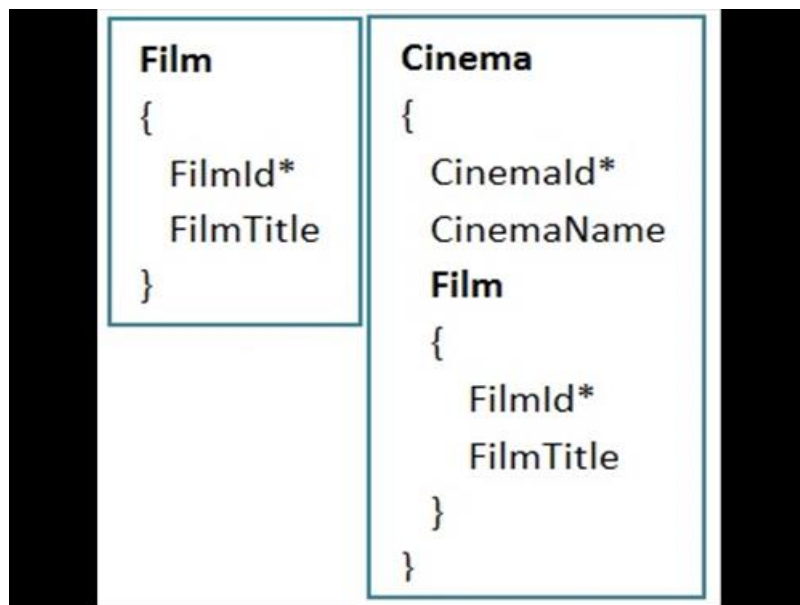 Film
{
FilmId*
FilmTitle
}
Cinema
{
CinemaId*
CinemaName
Film
{
FilmId*
FilmTitle
}
}